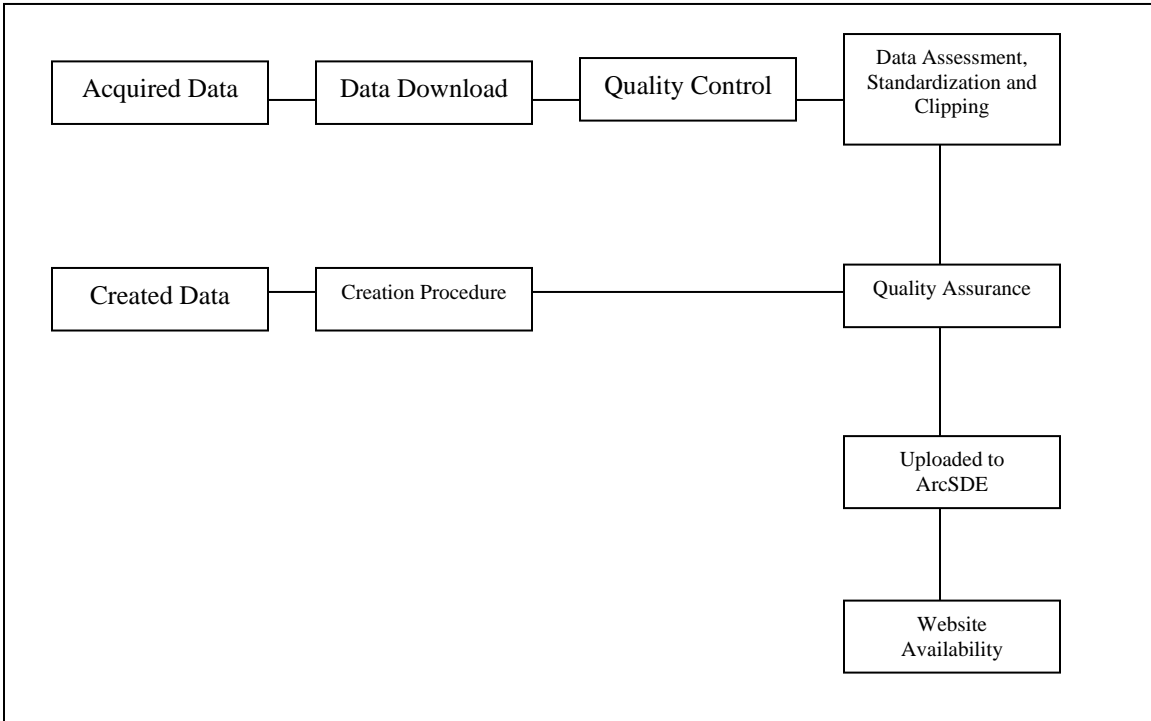 Acquired Data
Data Download
Quality Control
Data Assessment,
Standardization and
Clipping
Created Data
Creation Procedure
Quality Assurance
Uploaded to
ArcSDE
Website
Availability